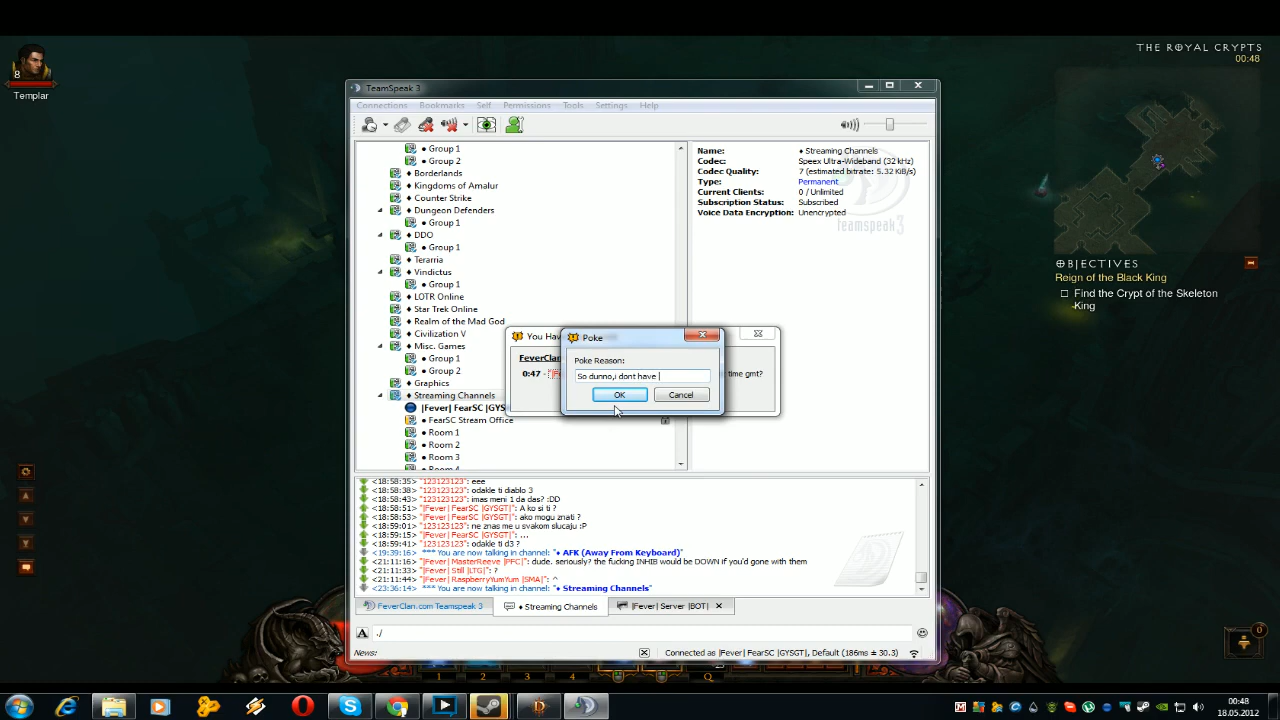 THE ROYAL CRYPTS
00:48
8
Templar
TeamSpeak 3
Connections Bookmarks Self Permissions Tools Settings Help
● Group 1
● Group 2
♦ Borderlands
♦ Kingdoms of Amalur
♦ Counter Strike
♦ Dungeon Defenders
● Group 1
♦ DDO
● Group 1
♦ Terarria
♦ Vindictus
● Group 1
♦ LOTR Online
♦ Star Trek Online
♦ Realm of the Mad God
♦ Civilization V
♦ Misc. Games
● Group 1
● Group 2
♦ Graphics
♦ Streaming Channels
|Fever| FearSC |GYS
● FearSC Stream Office
● Room 1
● Room 2
● Room 3
● Room 4
Name: ♦ Streaming Channels
Codec: Speex Ultra-Wideband (32 kHz)
Codec Quality: 7 (estimated bitrate: 5.32 KiB/s)
Type: Permanent
Current Clients: 0 / Unlimited
Subscription Status: Subscribed
Voice Data Encryption: Unencrypted
teamspeak 3
OBJECTIVES
Reign of the Black King
Find the Crypt of the Skeleton
King
You Hav
FeverClan
0:47 -
time gmt?
Poke
Poke Reason:
So dunno,i dont have
OK Cancel
<18:58:35> "123123123": eee
<18:58:38> "123123123": odakle ti diablo 3
<18:58:43> "123123123": imas meni 1 da das? :DD
<18:58:51> "|Fever| FearSC |GYSGT|": A ko si ti ?
<18:58:53> "|Fever| FearSC |GYSGT|": ako mogu znati ?
<18:59:01> "123123123": ne znas me u svakom slucaju :P
<18:59:15> "|Fever| FearSC |GYSGT|": ...
<18:59:41> "123123123": odakle ti d3 ?
<19:39:16> *** You are now talking in channel: "♦ AFK (Away From Keyboard)"
<21:11:16> "|Fever| MasterReeve |PFC|": dude. seriously? the fucking INHIB would be DOWN if you'd gone with them
<21:11:33> "|Fever| Still |LTG|": ?
<21:11:44> "|Fever| RaspberryYumYum |SMA|": ^
<23:36:14> *** You are now talking in channel: "♦ Streaming Channels"
FeverClan.com Teamspeak 3
♦ Streaming Channels
|Fever| Server |BOT|
./
News:
Connected as |Fever| FearSC |GYSGT|, Default (186ms ± 30.3)
1 2 3 4 Q
0
00:48
18.05.2012